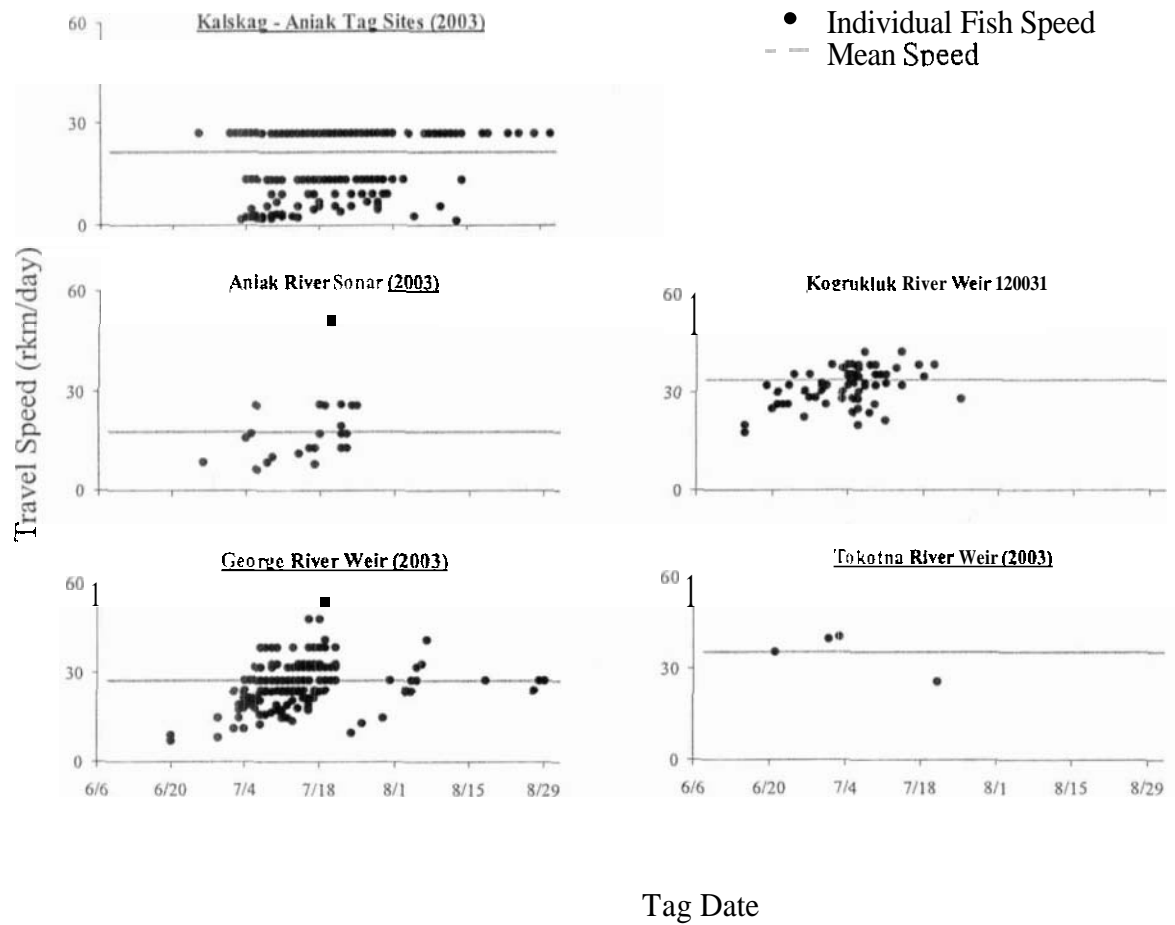 Kalskag - Aniak Tag Sites (2003)
Individual Fish Speed
Mean Speed
60
30
0
Travel Speed (rkm/day)
Aniak River Sonar (2003)
60
30
0
Kogrukluk River Weir 120031
60
30
0
George River Weir (2003)
60
30
0
6/6 6/20 7/4 7/18 8/1 8/15 8/29
Tokotna River Weir (2003)
60
30
0
6/6 6/20 7/4 7/18 8/1 8/15 8/29
Tag Date